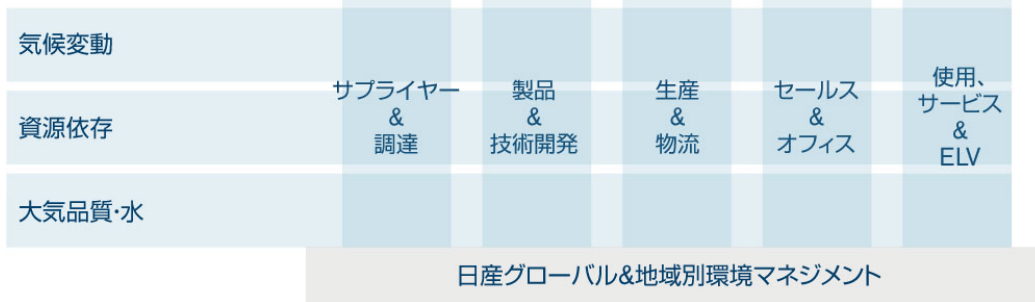 気候変動
資源依存
大気品質・水
サプライヤー
&
調達
製品
&
技術開発
生産
&
物流
セールス
&
オフィス
使用、
サービス
&
ELV
日産グローバル&地域別環境マネジメント